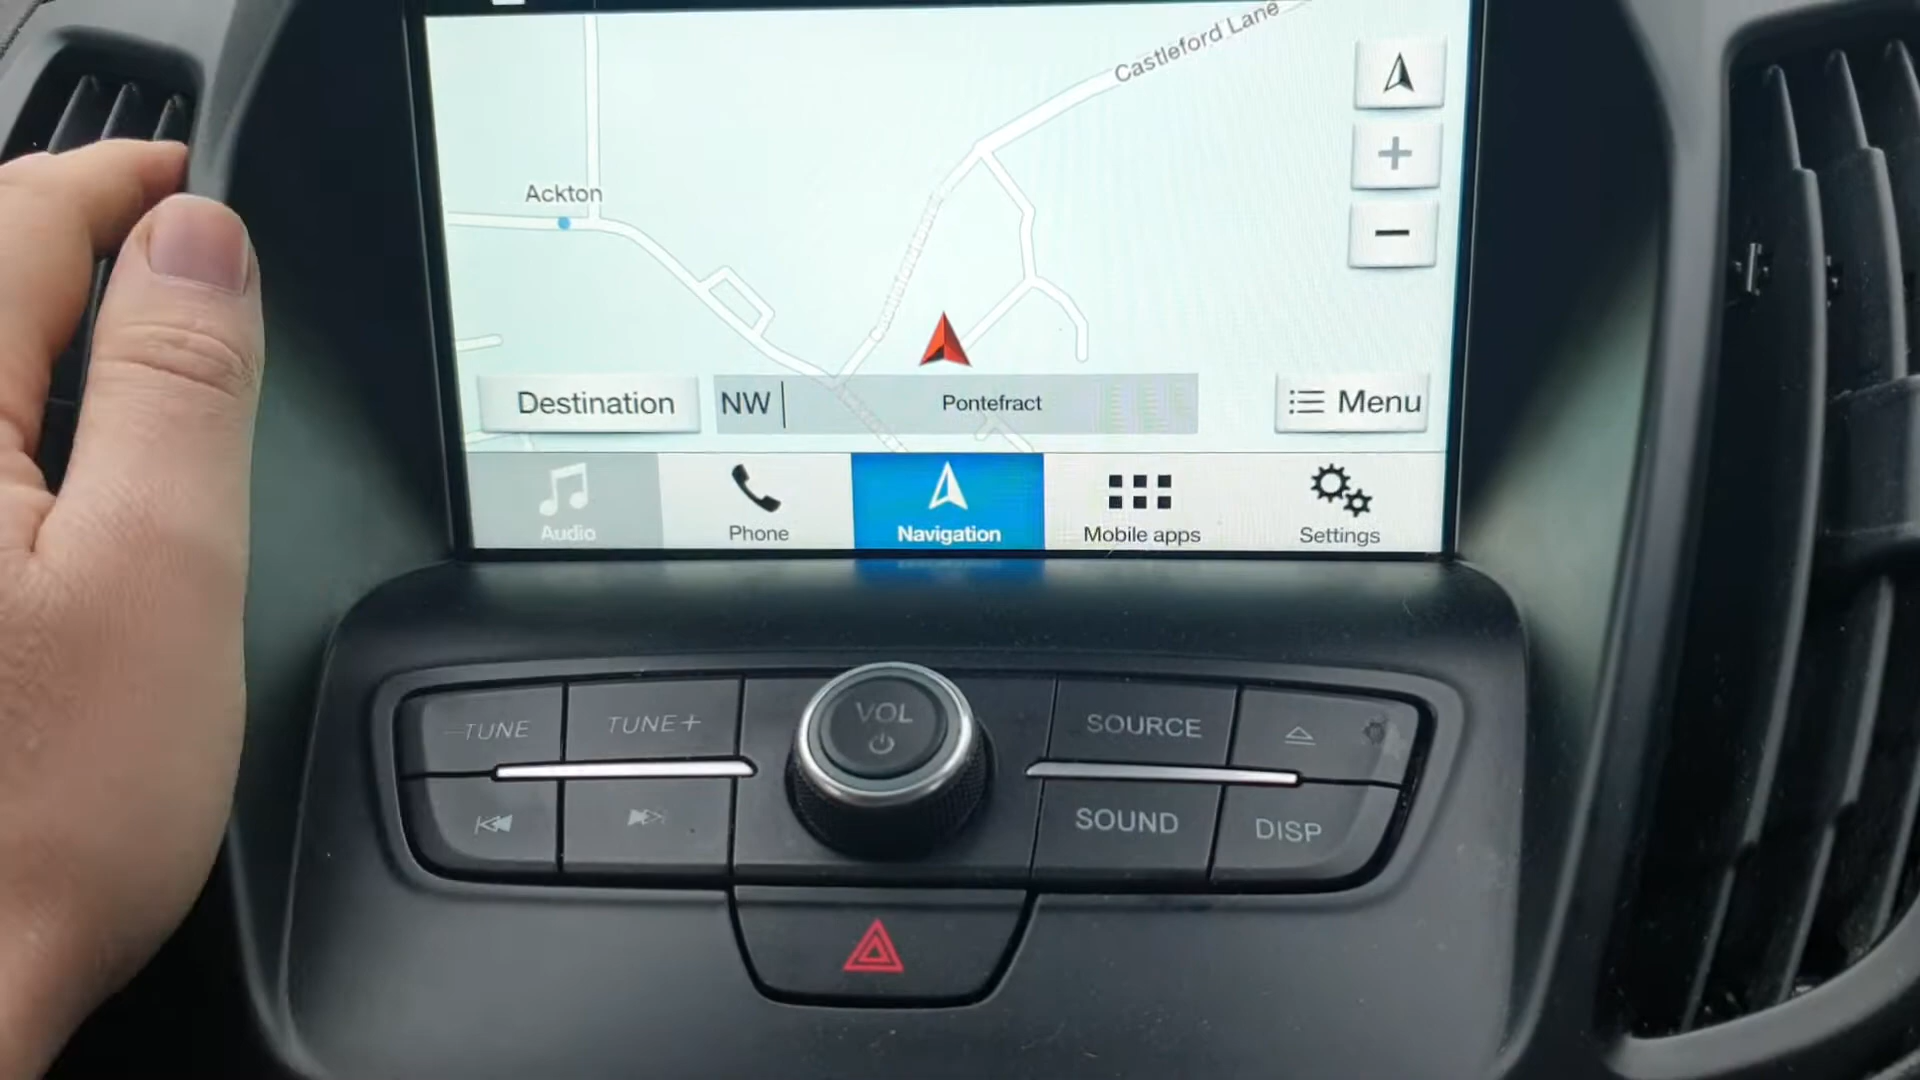 Castleford Lane
Ackton
Destination
NW
Pontefract
Menu
Audio
Phone
Navigation
Mobile apps
Settings
-TUNE
TUNE+
VOL
SOURCE
SOUND
DISP